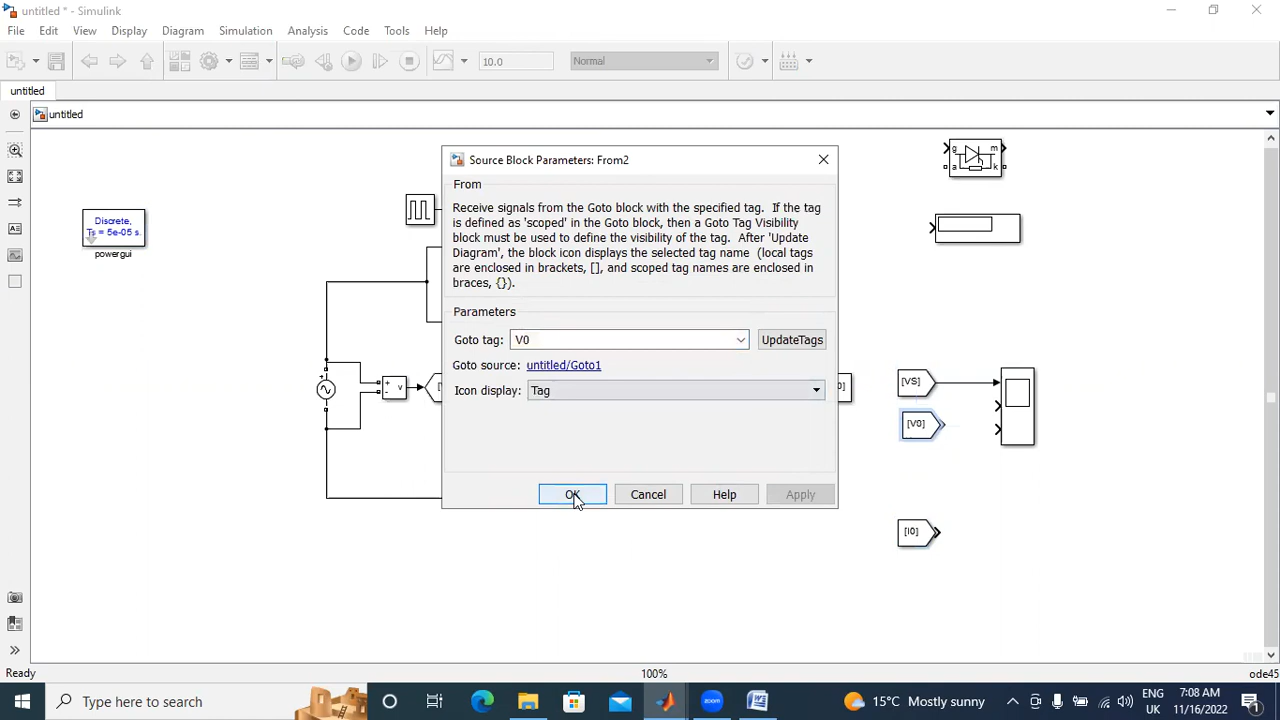 untitled * - Simulink
File Edit View Display Diagram Simulation Analysis Code Tools Help
10.0
Normal
untitled
untitled
Source Block Parameters: From2
From
Receive signals from the Goto block with the specified tag. If the tag
is defined as 'scoped' in the Goto block, then a Goto Tag Visibility
block must be used to define the visibility of the tag. After 'Update
Diagram', the block icon displays the selected tag name (local tags
are enclosed in brackets, [], and scoped tag names are enclosed in
braces, {}).
Parameters
Goto tag: V0 UpdateTags
Goto source: untitled/Goto1
Icon display: Tag
OK Cancel Help Apply
Discrete,
Ts = 5e-05 s.
powergui
g m
a k
+ v
-
+
[VS]
[V0]
[I0]
Ready 100% ode45
Type here to search
15°C Mostly sunny
ENG
UK
7:08 AM
11/16/2022
1